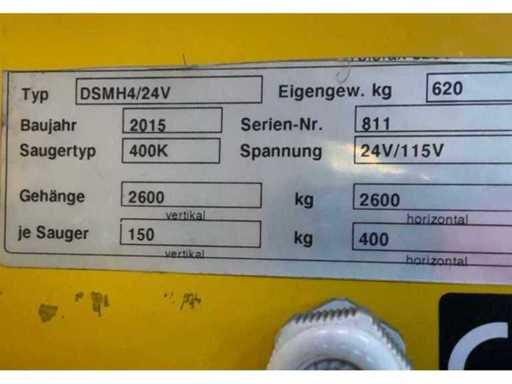 Typ DSMH4/24V Eigengew. kg 620
Baujahr 2015 Serien-Nr. 811
Saugertyp 400K Spannung 24V/115V
Gehänge 2600 kg 2600
vertikal horizontal
je Sauger 150 kg 400
vertikal horizontal